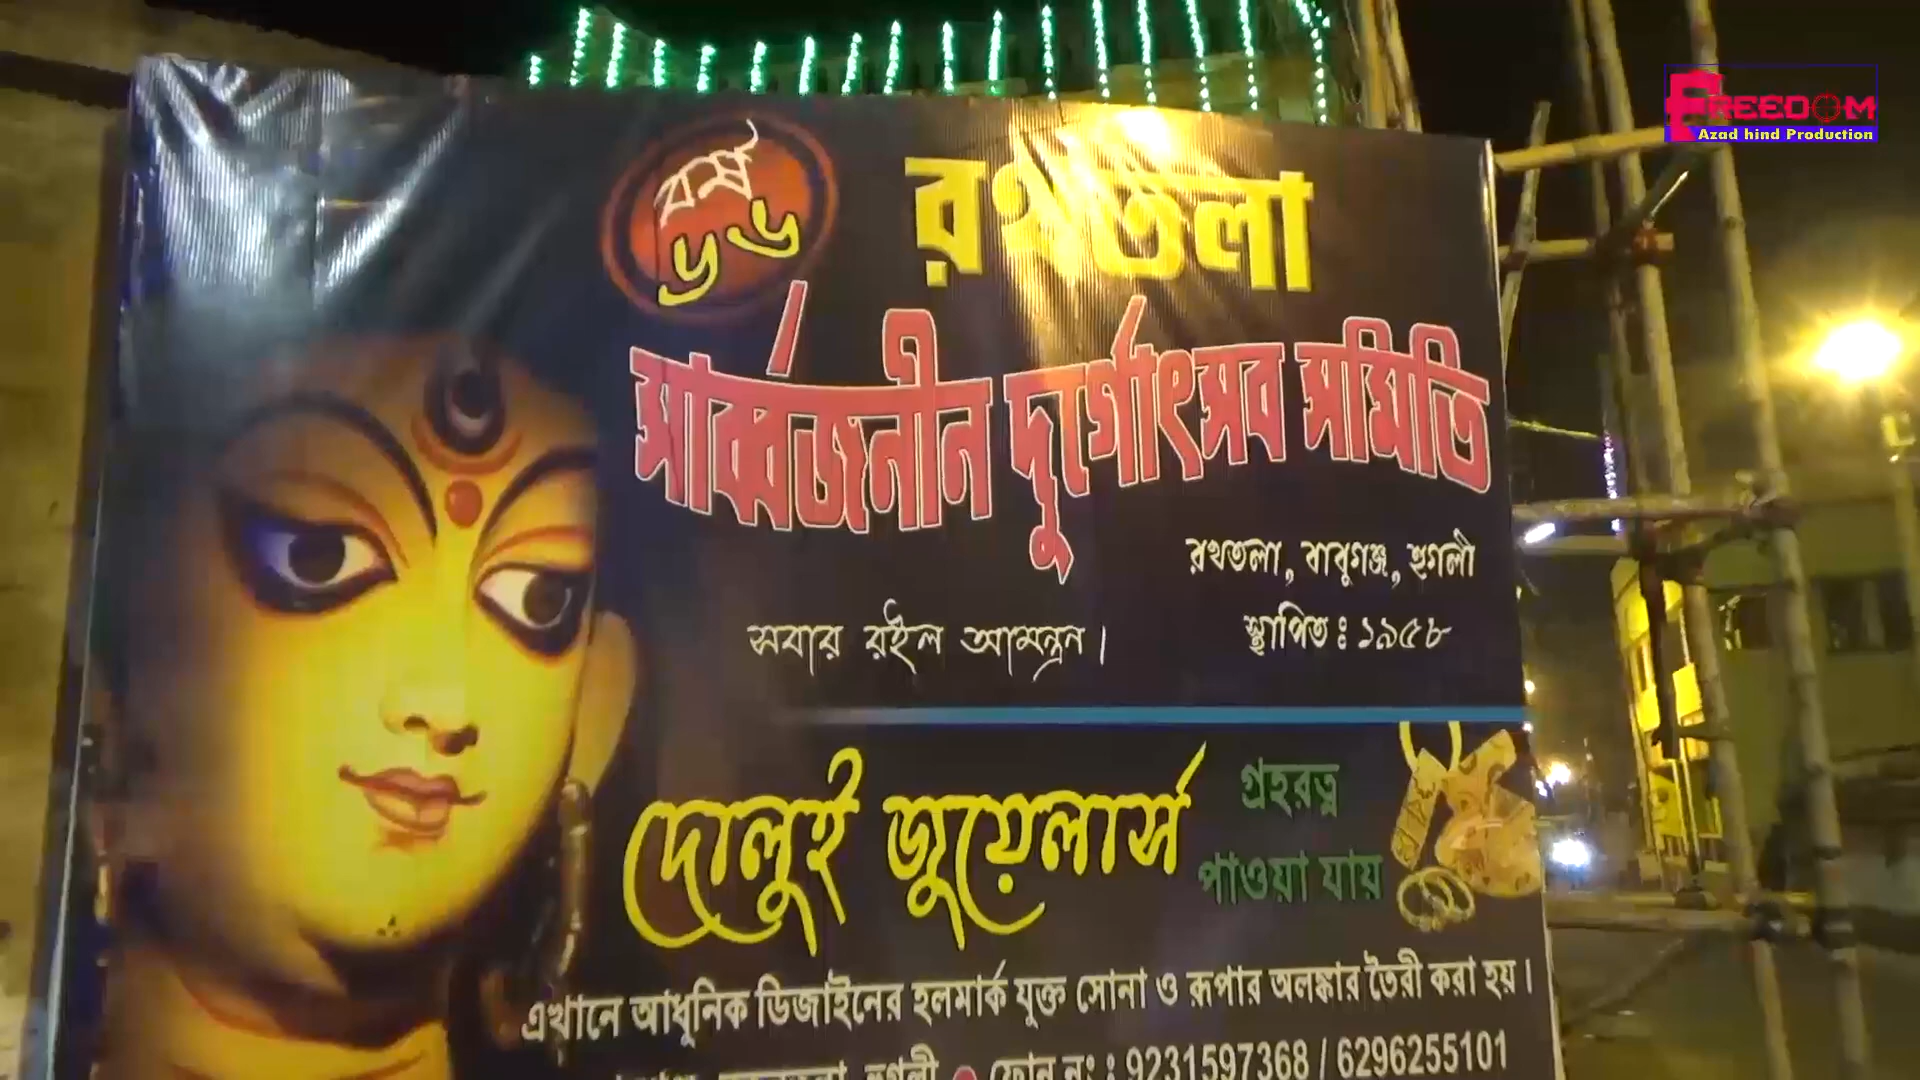 FREEDOM
Azad hind Production
বর্ষ
৬৬
রথতলা
সার্ব্বজনীন দুর্গোৎসব সমিতি
রথতলা, বাবুগঞ্জ, হুগলী
সবার রইল আমন্ত্রন।
স্থাপিত : ১৯৫৮
দোলুই জুয়েলার্স
গ্রহরত্ন
পাওয়া যায়
এখানে আধুনিক ডিজাইনের হলমার্ক যুক্ত সোনা ও রূপার অলঙ্কার তৈরী করা হয়।
হুগলী ফোন নং : 9231597368 / 6296255101